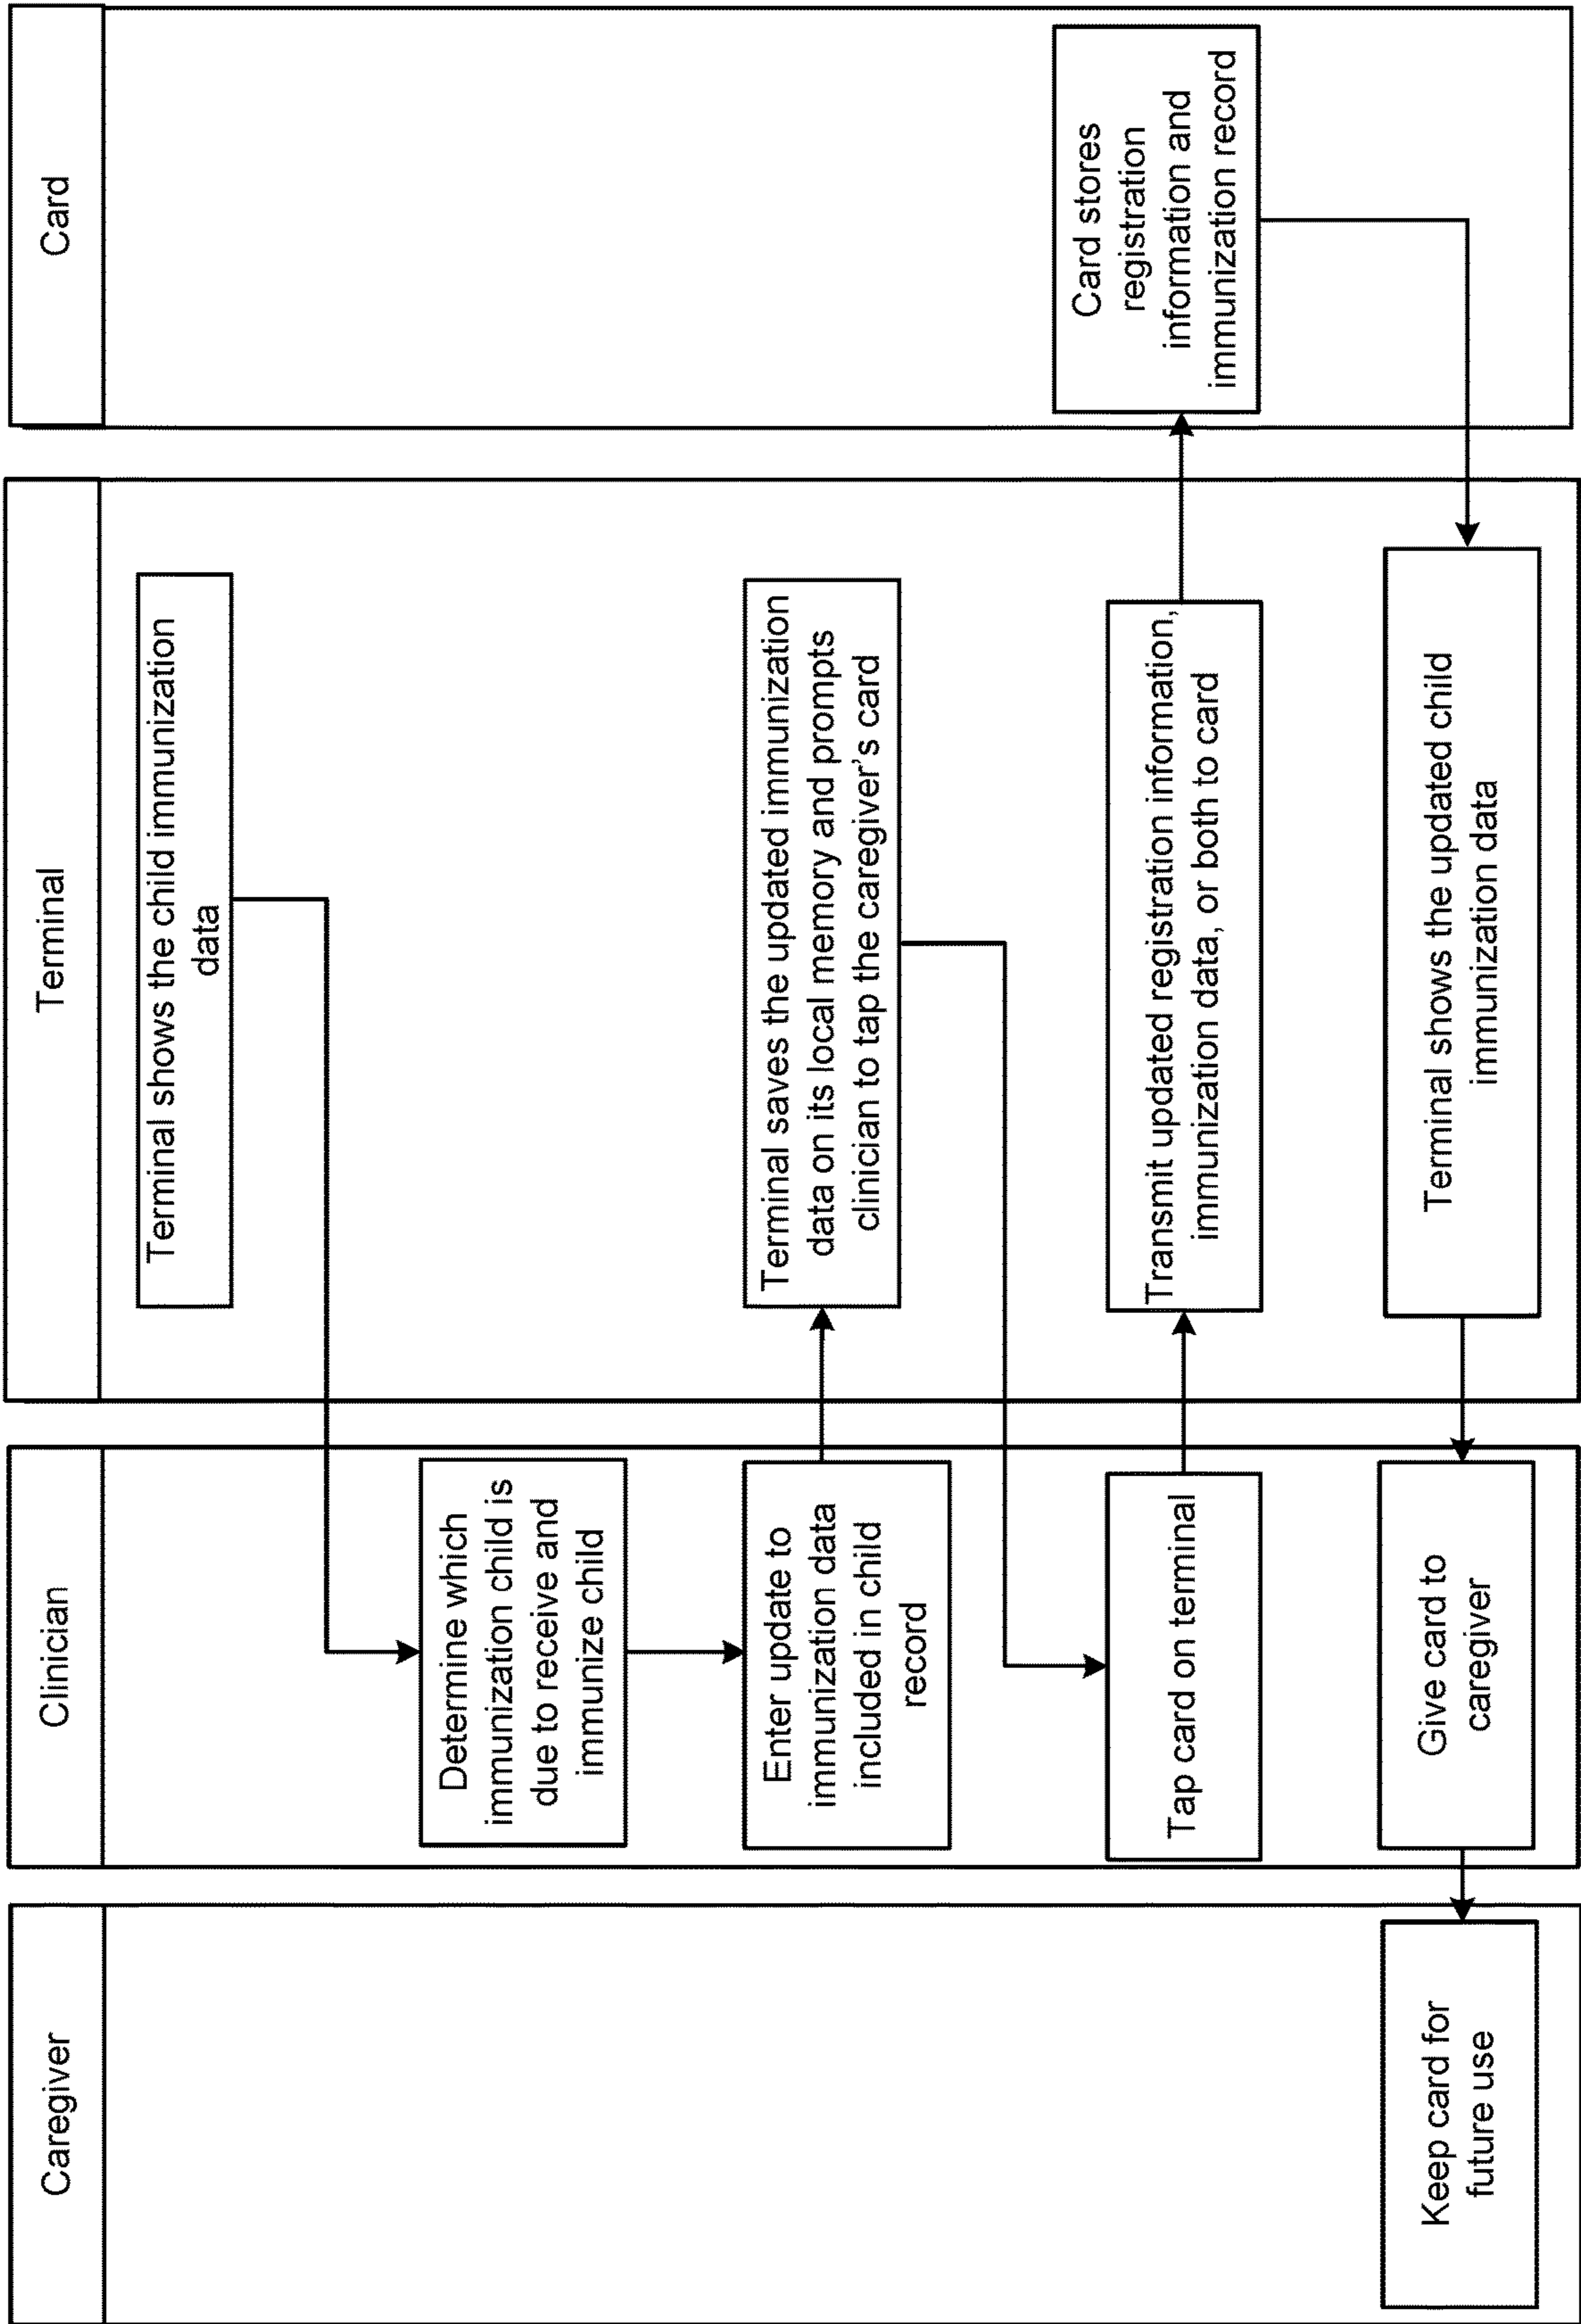 Caregiver
Clinician
Terminal
Card
Terminal shows the child immunization
data
Determine which
immunization child is
due to receive and
immunize child
Enter update to
immunization data
included in child
record
Terminal saves the updated immunization
data on its local memory and prompts
clinician to tap the caregiver's card
Tap card on terminal
Transmit updated registration information,
immunization data, or both to card
Card stores
registration
information and
immunization record
Terminal shows the updated child
immunization data
Give card to
caregiver
Keep card for
future use